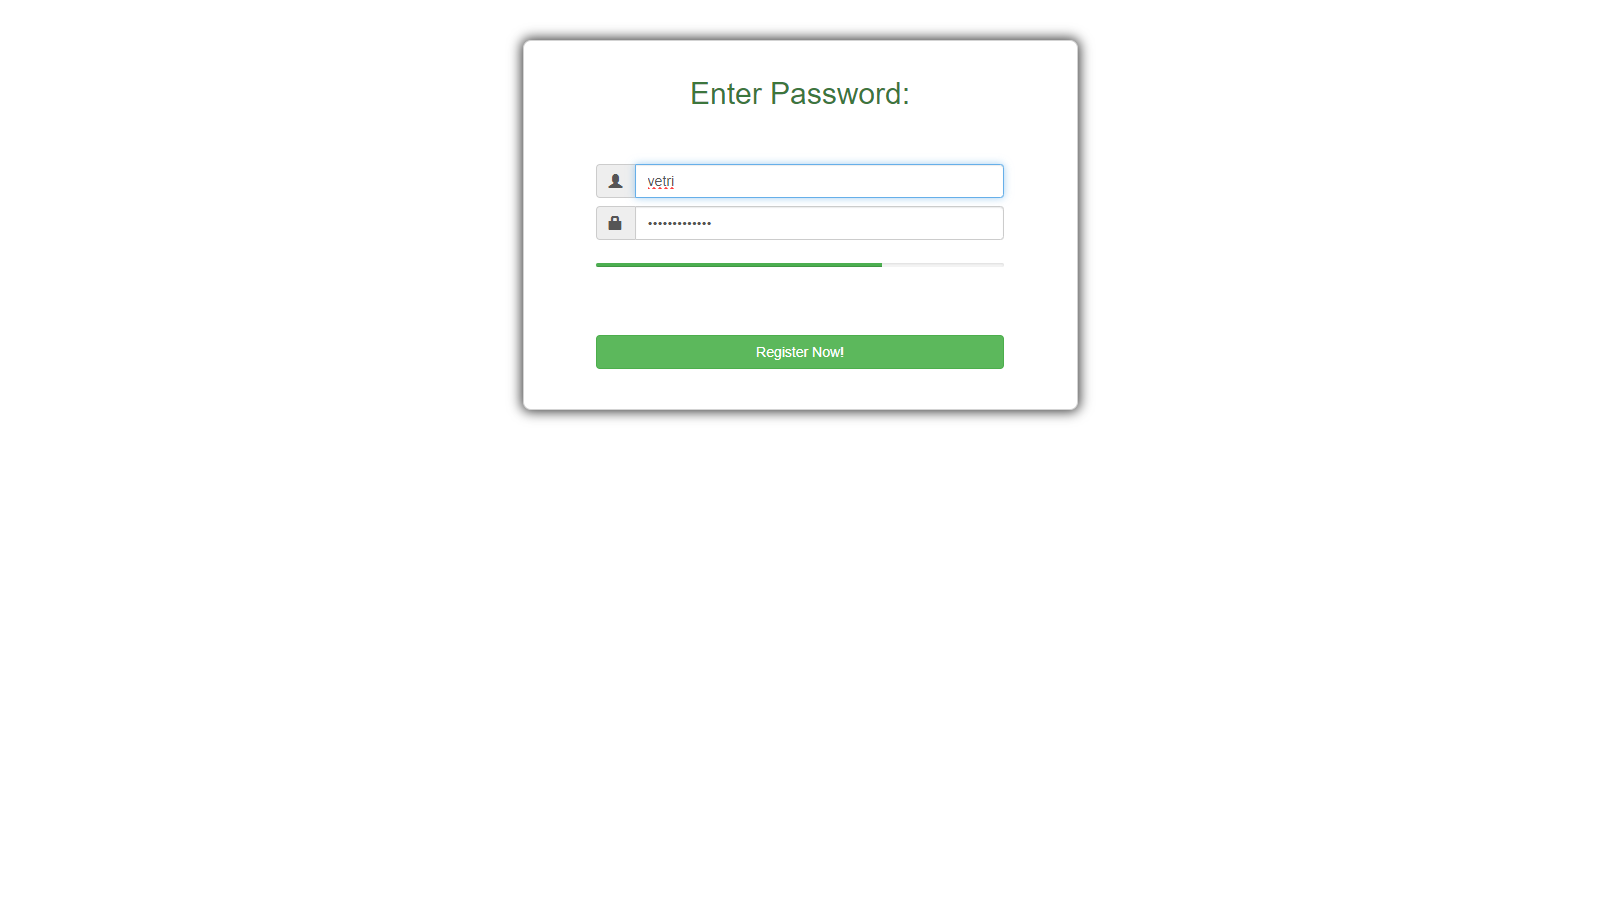 Enter Password:
vetri
•••••••••••••
Register Now!